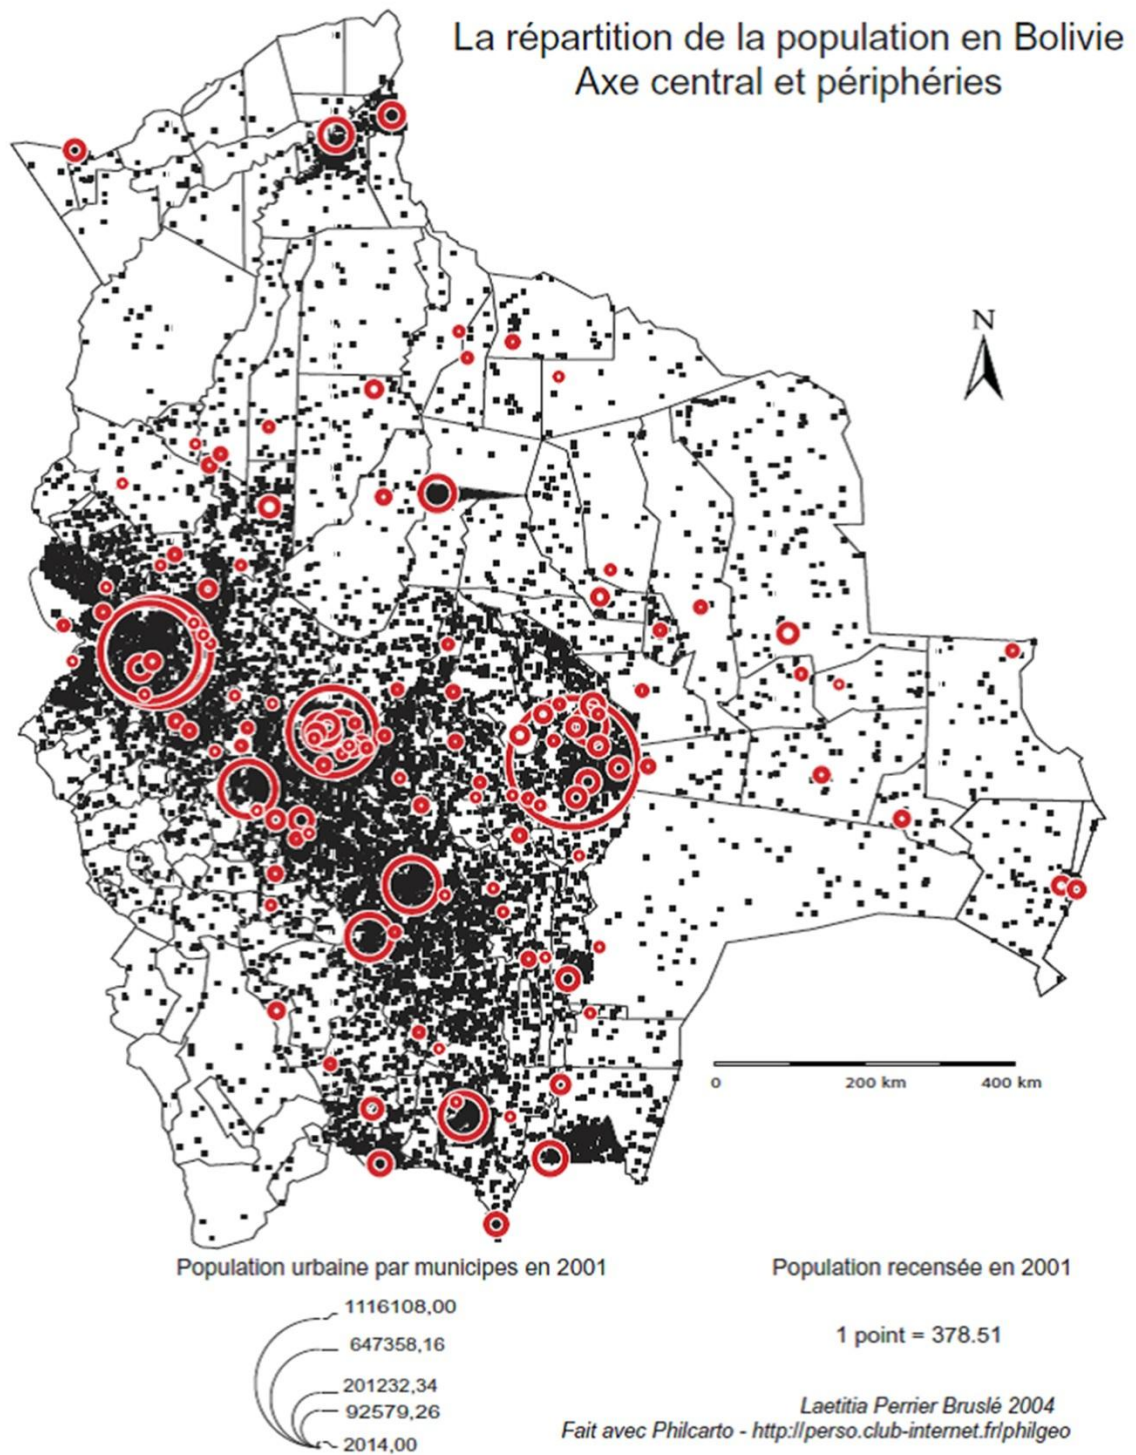 La répartition de la population en Bolivie
Axe central et périphéries
N
0 200 km 400 km
Population urbaine par municipes en 2001
Population recensée en 2001
1116108,00
647358,16
201232,34
92579,26
2014,00
1 point = 378.51
Laetitia Perrier Bruslé 2004
Fait avec Philcarto - http://perso.club-internet.fr/philgeo